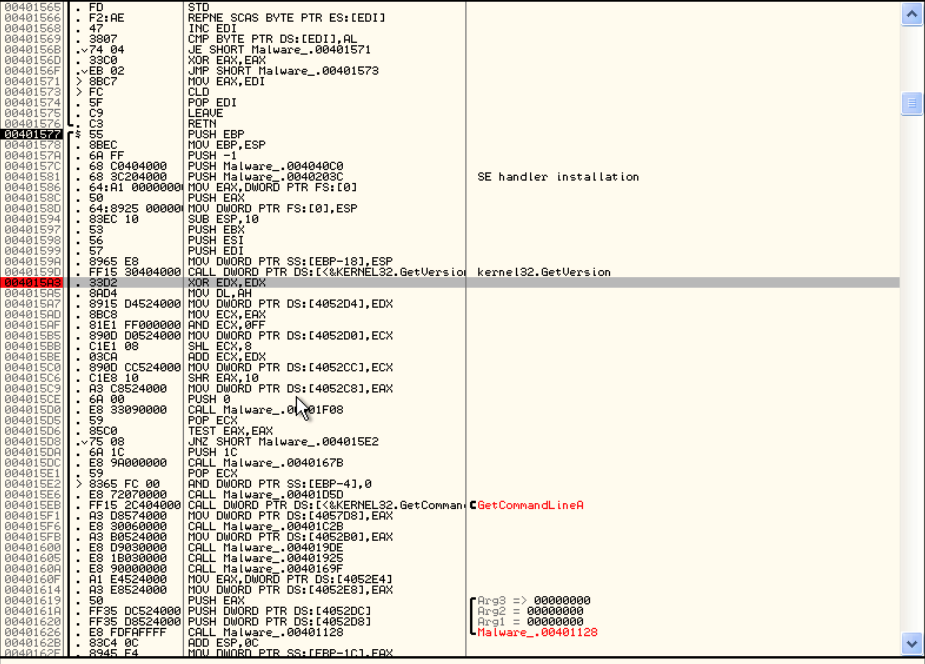 00401565 . FD STD
00401566 . F2:AE REPNE SCAS BYTE PTR ES:[EDI]
00401568 . 47 INC EDI
00401569 . 3807 CMP BYTE PTR DS:[EDI],AL
0040156B .v74 04 JE SHORT Malware_.00401571
0040156D . 33C0 XOR EAX,EAX
0040156F .vEB 02 JMP SHORT Malware_.00401573
00401571 > 8BC7 MOV EAX,EDI
00401573 > FC CLD
00401574 . 5F POP EDI
00401575 . C9 LEAVE
00401576 . C3 RETN
00401577 $ 55 PUSH EBP
00401578 . 8BEC MOV EBP,ESP
0040157A . 6A FF PUSH -1
0040157C . 68 C0404000 PUSH Malware_.004040C0
00401581 . 68 3C204000 PUSH Malware_.0040203C SE handler installation
00401586 . 64:A1 0000000 MOV EAX,DWORD PTR FS:[0]
0040158C . 50 PUSH EAX
0040158D . 64:8925 00000 MOV DWORD PTR FS:[0],ESP
00401594 . 83EC 10 SUB ESP,10
00401597 . 53 PUSH EBX
00401598 . 56 PUSH ESI
00401599 . 57 PUSH EDI
0040159A . 8965 E8 MOV DWORD PTR SS:[EBP-18],ESP
0040159D . FF15 30404000 CALL DWORD PTR DS:[<&KERNEL32.GetVersion kernel32.GetVersion
004015A3 . 33D2 XOR EDX,EDX
004015A5 . 8AD4 MOV DL,AH
004015A7 . 8915 D4524000 MOV DWORD PTR DS:[4052D4],EDX
004015AD . 8BC8 MOV ECX,EAX
004015AF . 81E1 FF000000 AND ECX,0FF
004015B5 . 890D D0524000 MOV DWORD PTR DS:[4052D0],ECX
004015BB . C1E1 08 SHL ECX,8
004015BE . 03CA ADD ECX,EDX
004015C0 . 890D CC524000 MOV DWORD PTR DS:[4052CC],ECX
004015C6 . C1E8 10 SHR EAX,10
004015C9 . A3 C8524000 MOV DWORD PTR DS:[4052C8],EAX
004015CE . 6A 00 PUSH 0
004015D0 . E8 33090000 CALL Malware_.00401F08
004015D5 . 59 POP ECX
004015D6 . 85C0 TEST EAX,EAX
004015D8 .v75 08 JNZ SHORT Malware_.004015E2
004015DA . 6A 1C PUSH 1C
004015DC . E8 9A000000 CALL Malware_.0040167B
004015E1 . 59 POP ECX
004015E2 > 8365 FC 00 AND DWORD PTR SS:[EBP-4],0
004015E6 . E8 72070000 CALL Malware_.00401D5D
004015EB . FF15 2C404000 CALL DWORD PTR DS:[<&KERNEL32.GetComman GetCommandLineA
004015F1 . A3 D8574000 MOV DWORD PTR DS:[4057D8],EAX
004015F6 . E8 30060000 CALL Malware_.00401C2B
004015FB . A3 B0524000 MOV DWORD PTR DS:[4052B0],EAX
00401600 . E8 D9030000 CALL Malware_.004019DE
00401605 . E8 1B030000 CALL Malware_.00401925
0040160A . E8 90000000 CALL Malware_.0040169F
0040160F . A1 E4524000 MOV EAX,DWORD PTR DS:[4052E4]
00401614 . A3 E8524000 MOV DWORD PTR DS:[4052E8],EAX
00401619 . 50 PUSH EAX Arg3 => 00000000
0040161A . FF35 DC524000 PUSH DWORD PTR DS:[4052DC] Arg2 = 00000000
00401620 . FF35 D8524000 PUSH DWORD PTR DS:[4052D8] Arg1 = 00000000
00401626 . E8 FDFAFFFF CALL Malware_.00401128 Malware_.00401128
0040162B . 83C4 0C ADD ESP,0C
0040162E . 8945 E4 MOV DWORD PTR SS:[EBP-1C],EAX